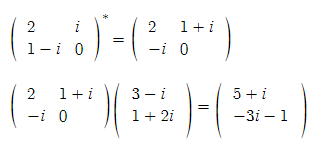 ( 2 i )* = ( 2 1 + i )
( 1 − i 0 ) ( −i 0 )
( 2 1 + i ) ( 3 − i ) = ( 5 + i )
( −i 0 ) ( 1 + 2i ) ( −3i − 1 )